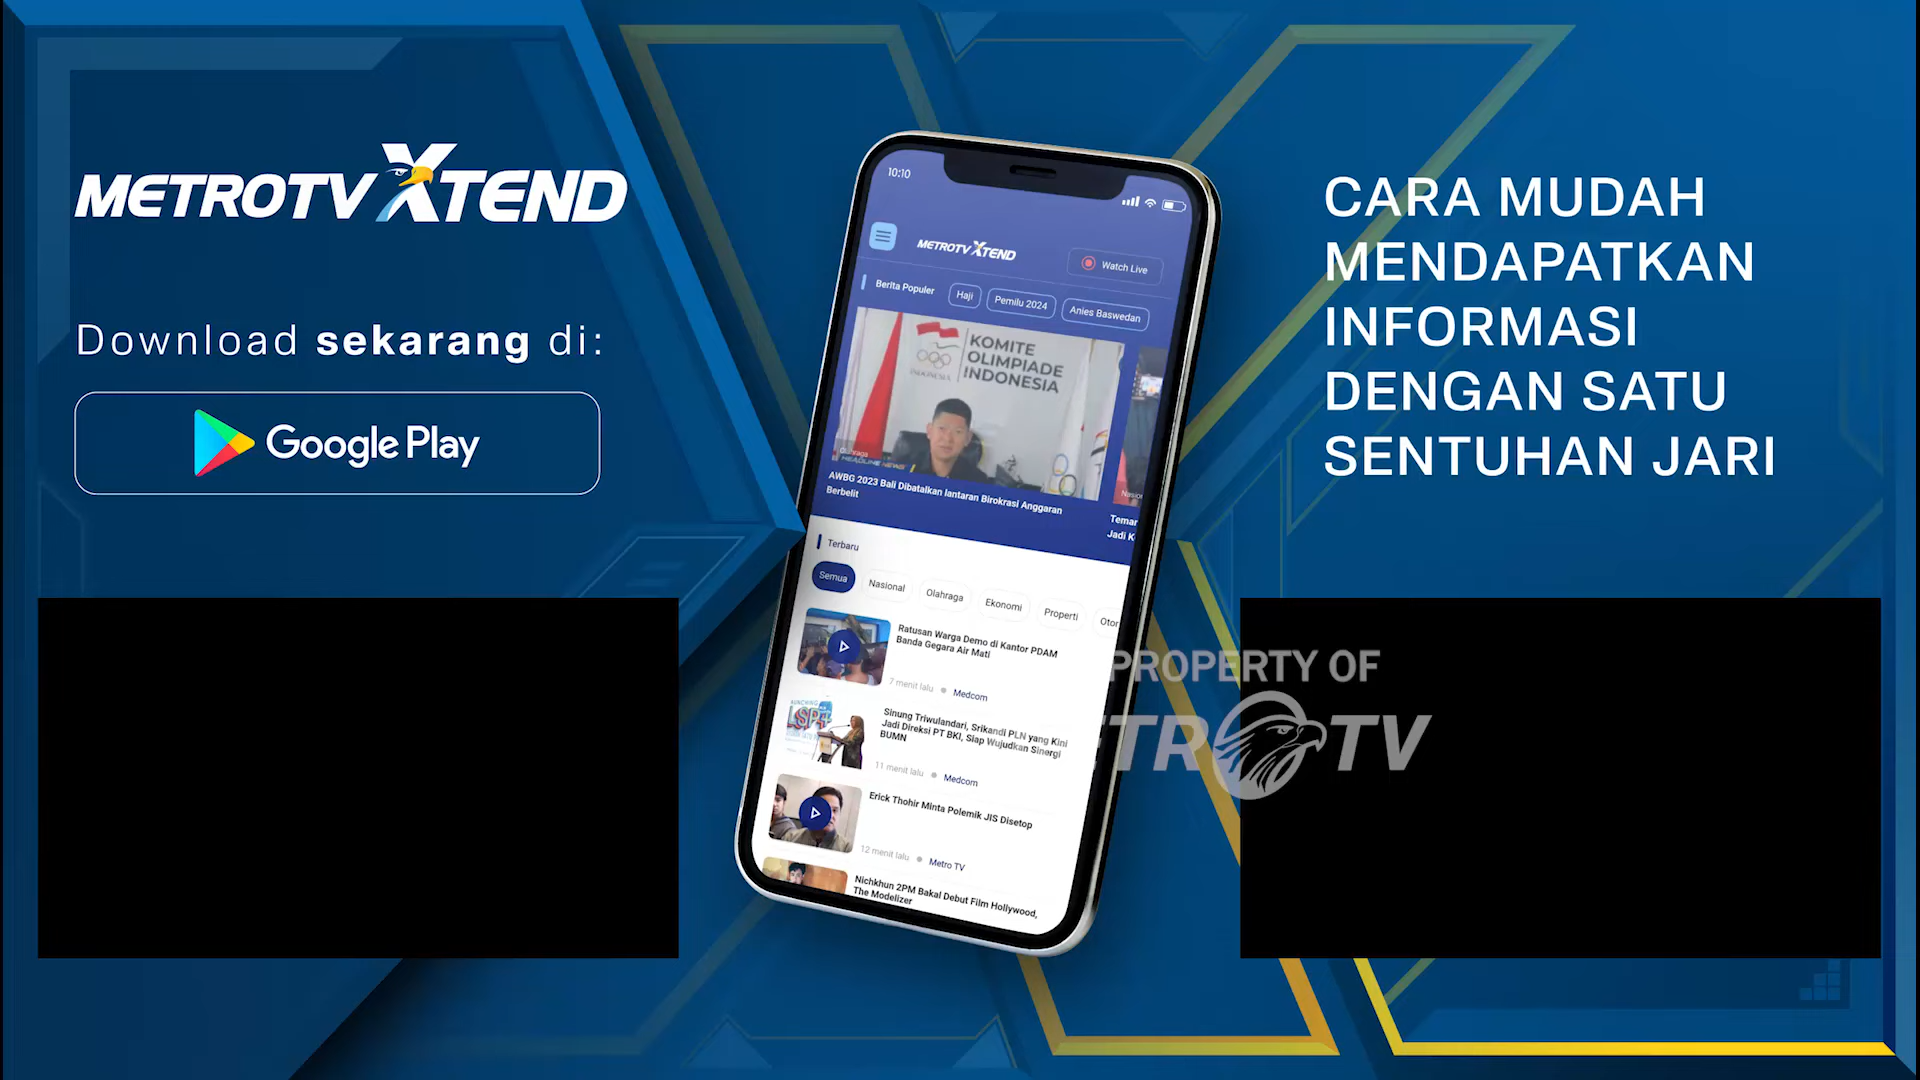 METROTV XTEND
Download sekarang di:
Google Play
10:10
METROTV XTEND
Watch Live
Berita Populer
Haji
Pemilu 2024
Anies Baswedan
KOMITE
OLIMPIADE
INDONESIA
INDONESIA
Olahraga
HEADLINE NEWS
AWBG 2023 Bali Dibatalkan lantaran Birokrasi Anggaran
Berbelit
Terbaru
Semua
Nasional
Olahraga
Ekonomi
Properti
Ratusan Warga Demo di Kantor PDAM
Banda Gegara Air Mati
7 menit lalu
Medcom
Sinung Triwulandari, Srikandi PLN yang Kini
Jadi Direksi PT BKI, Siap Wujudkan Sinergi
BUMN
11 menit lalu
Medcom
Erick Thohir Minta Polemik JIS Disetop
12 menit lalu
Metro TV
Nichkhun 2PM Bakal Debut Film Hollywood,
The Modelizer
CARA MUDAH
MENDAPATKAN
INFORMASI
DENGAN SATU
SENTUHAN JARI
PROPERTY OF
TR TV